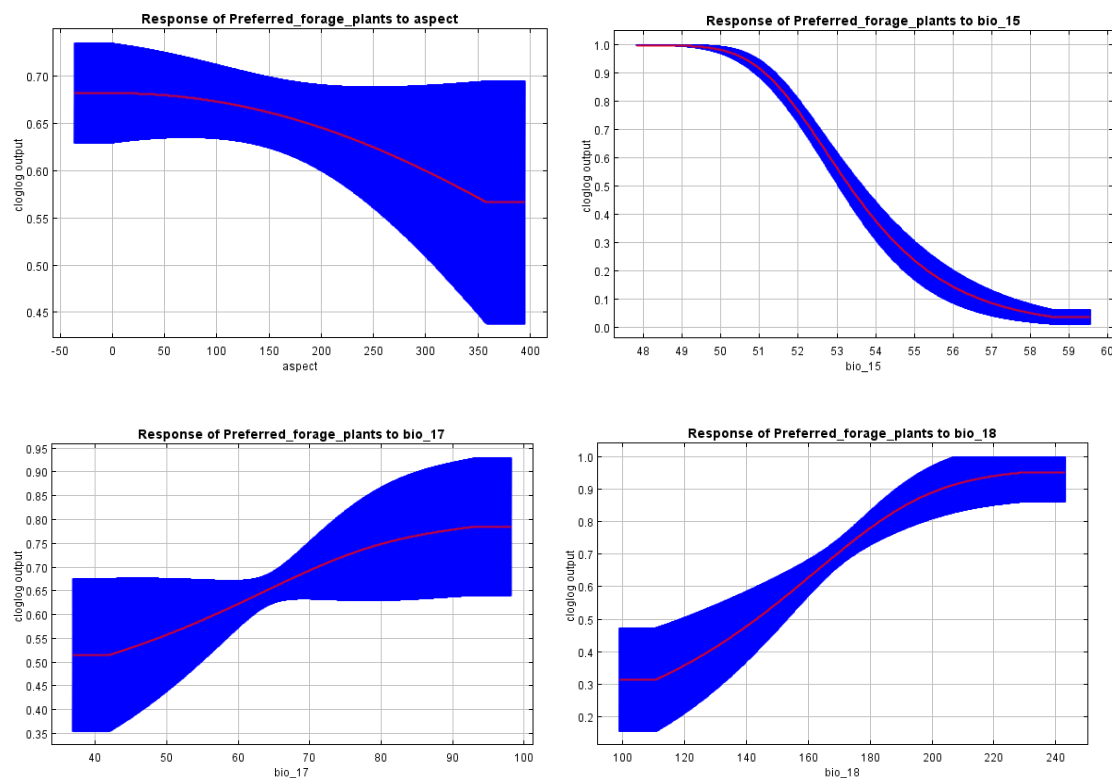 Response of Preferred_forage_plants to aspect
cloglog output
0.70
0.65
0.60
0.55
0.50
0.45
-50 0 50 100 150 200 250 300 350 400
aspect
Response of Preferred_forage_plants to bio_15
cloglog output
1.0
0.9
0.8
0.7
0.6
0.5
0.4
0.3
0.2
0.1
0.0
48 49 50 51 52 53 54 55 56 57 58 59 60
bio_15
Response of Preferred_forage_plants to bio_17
cloglog output
0.95
0.90
0.85
0.80
0.75
0.70
0.65
0.60
0.55
0.50
0.45
0.40
0.35
40 50 60 70 80 90 100
bio_17
Response of Preferred_forage_plants to bio_18
cloglog output
1.0
0.9
0.8
0.7
0.6
0.5
0.4
0.3
0.2
100 120 140 160 180 200 220 240
bio_18